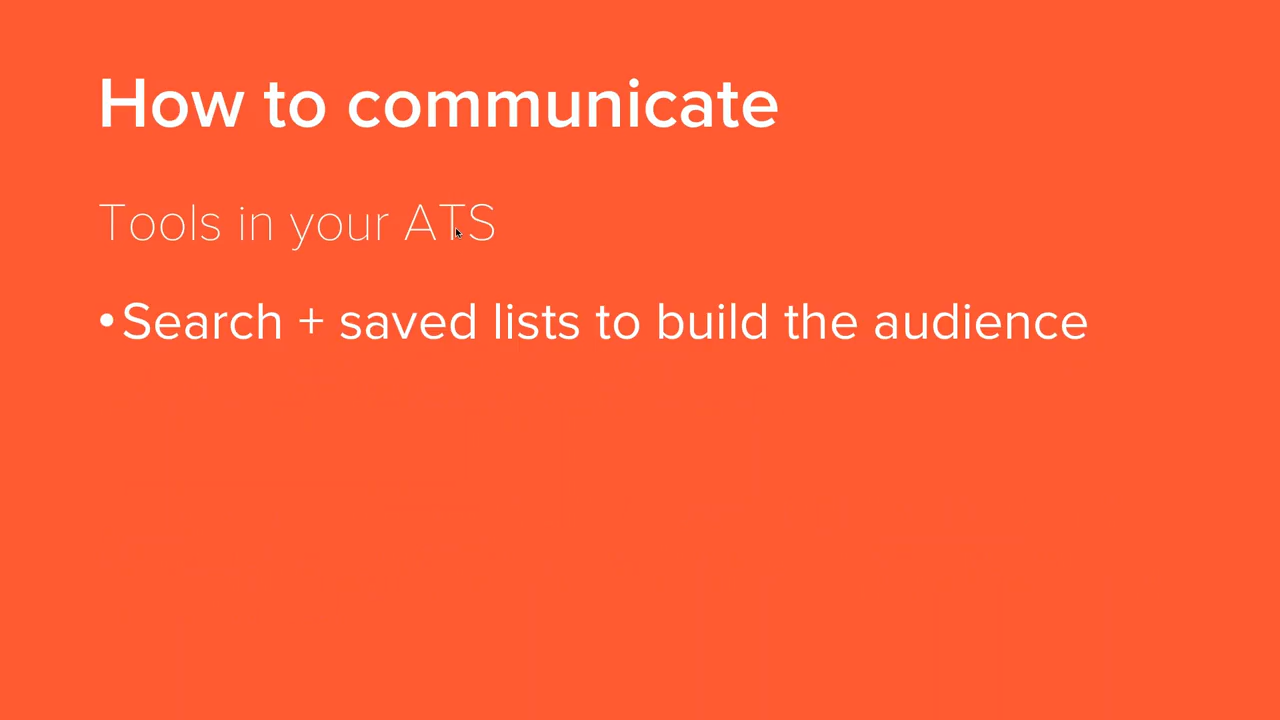 How to communicate
Tools in your ATS
•Search + saved lists to build the audience